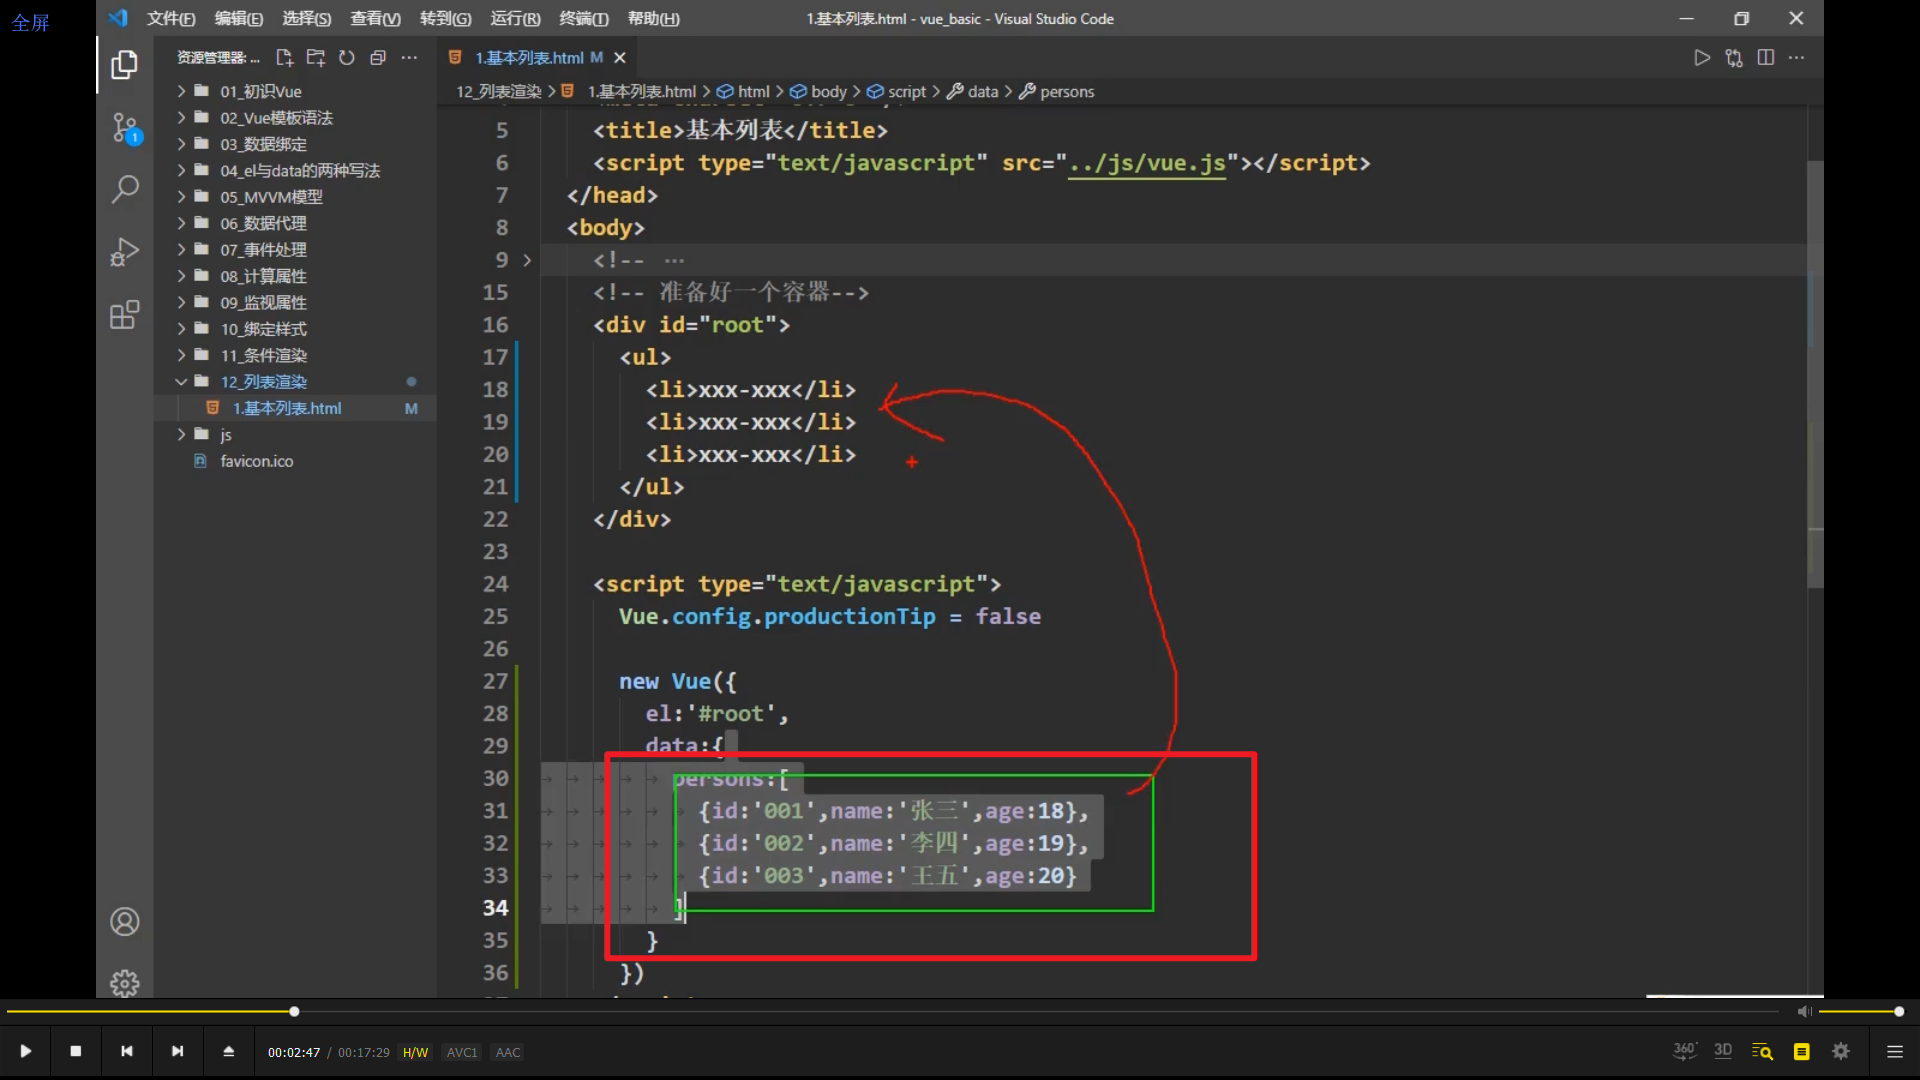 全屏
文件(F) 编辑(E) 选择(S) 查看(V) 转到(G) 运行(R) 终端(T) 帮助(H)
1.基本列表.html - vue_basic - Visual Studio Code
资源管理器: ...
01_初识Vue
02_Vue模板语法
03_数据绑定
04_el与data的两种写法
05_MVVM模型
06_数据代理
07_事件处理
08_计算属性
09_监视属性
10_绑定样式
11_条件渲染
12_列表渲染
1.基本列表.html M
js
favicon.ico
1
1.基本列表.html M
12_列表渲染 > 1.基本列表.html > html > body > script > data > persons
5 <title>基本列表</title>
6 <script type="text/javascript" src="../js/vue.js"></script>
7 </head>
8 <body>
9 <!-- ...
15 <!-- 准备好一个容器-->
16 <div id="root">
17 <ul>
18 <li>xxx-xxx</li>
19 <li>xxx-xxx</li>
20 <li>xxx-xxx</li>
21 </ul>
22 </div>
23
24 <script type="text/javascript">
25 Vue.config.productionTip = false
26
27 new Vue({
28 el:'#root',
29 data:{
30 persons:[
31 {id:'001',name:'张三',age:18},
32 {id:'002',name:'李四',age:19},
33 {id:'003',name:'王五',age:20}
34 ]
35 }
36 })
00:02:47 / 00:17:29 H/W AVC1 AAC
360° 3D